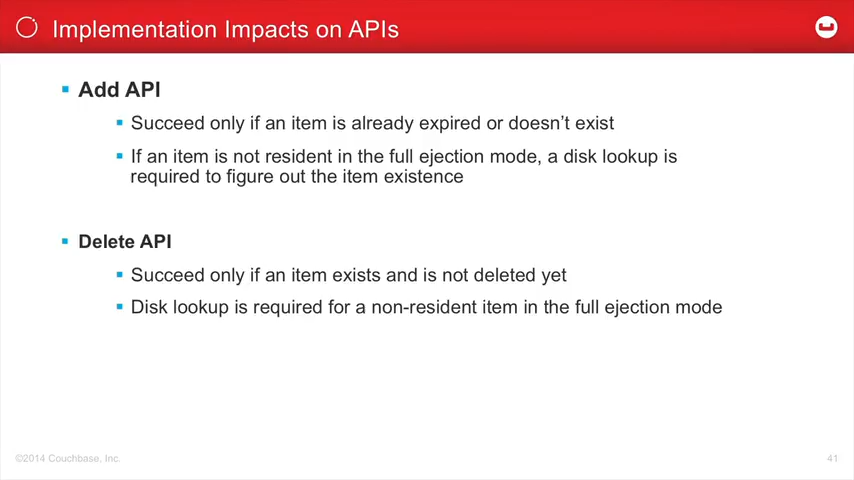 Implementation Impacts on APIs
Add API
Succeed only if an item is already expired or doesn’t exist
If an item is not resident in the full ejection mode, a disk lookup is
required to figure out the item existence
Delete API
Succeed only if an item exists and is not deleted yet
Disk lookup is required for a non-resident item in the full ejection mode
©2014 Couchbase, Inc.
41